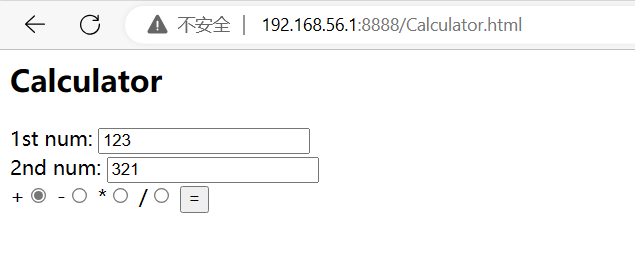 不安全 | 192.168.56.1:8888/Calculator.html
Calculator
1st num: 123
2nd num: 321
+ - * / =